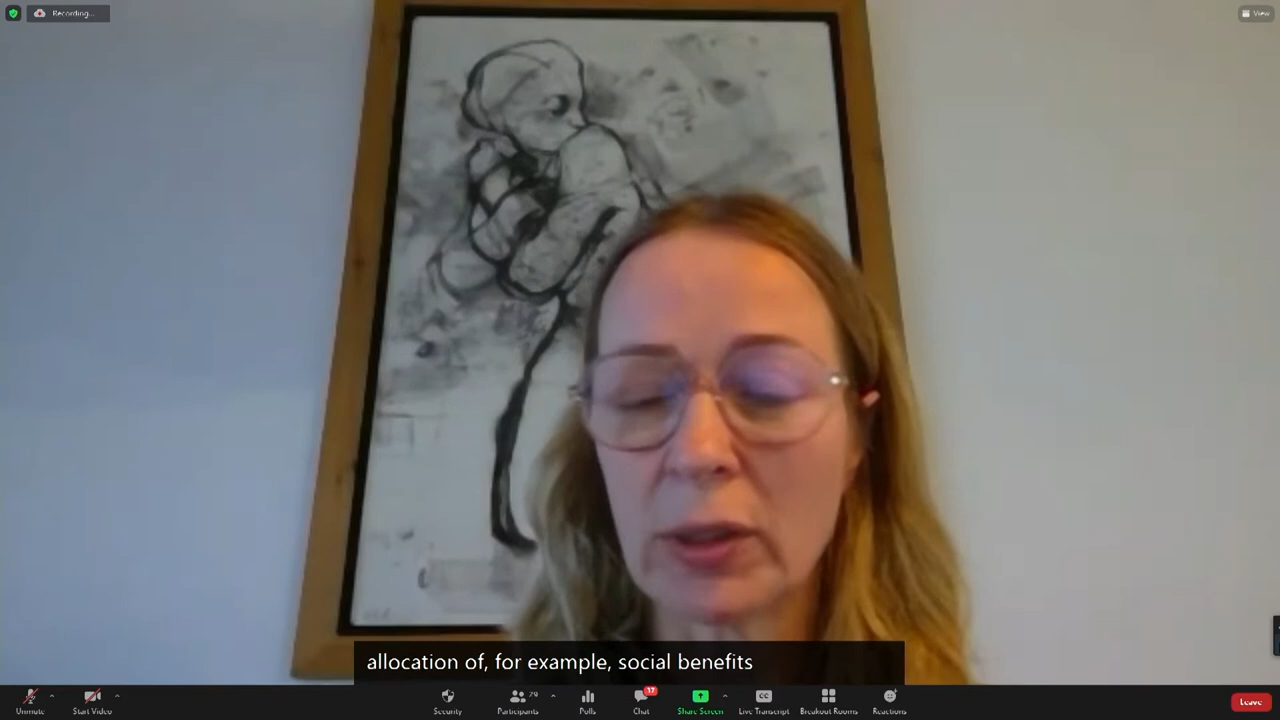 Recording...
View
allocation of, for example, social benefits
Unmute
Start Video
Security
Participants
79
Polls
Chat
17
Share Screen
Live Transcript
CC
Breakout Rooms
Reactions
Leave